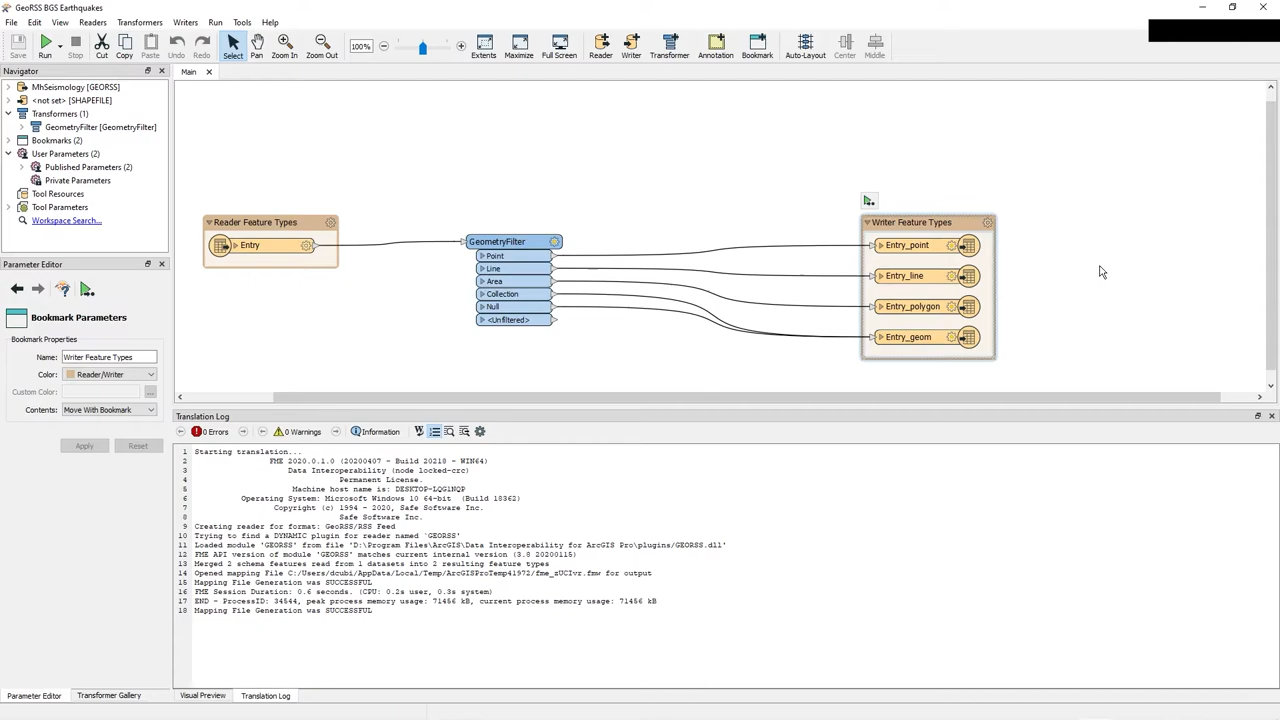 GeoRSS BGS Earthquakes
File Edit View Readers Transformers Writers Run Tools Help
Save Run Stop Cut Copy Paste Undo Redo Select Pan Zoom In Zoom Out 100% Extents Maximize Full Screen Reader Writer Transformer Annotation Bookmark Auto-Layout Center Middle
Navigator
Main
MhSeismology [GEORSS]
<not set> [SHAPEFILE]
Transformers (1)
GeometryFilter [GeometryFilter]
Bookmarks (2)
User Parameters (2)
Published Parameters (2)
Private Parameters
Tool Resources
Tool Parameters
Workspace Search...
Parameter Editor
Bookmark Parameters
Bookmark Properties
Name: Writer Feature Types
Color: Reader/Writer
Custom Color: ...
Contents: Move With Bookmark
Apply Reset
Reader Feature Types
Entry
GeometryFilter
Point
Line
Area
Collection
Null
<Unfiltered>
Writer Feature Types
Entry_point
Entry_line
Entry_polygon
Entry_geom
Translation Log
0 Errors 0 Warnings Information
1 Starting translation...
2 FME 2020.0.1.0 (20200407 - Build 20218 - WIN64)
3 Data Interoperability (node locked-crc)
4 Permanent License.
5 Machine host name is: DESKTOP-LQG1NQP
6 Operating System: Microsoft Windows 10 64-bit (Build 18362)
7 Copyright (c) 1994 - 2020, Safe Software Inc.
8 Safe Software Inc.
9 Creating reader for format: GeoRSS/RSS Feed
10 Trying to find a DYNAMIC plugin for reader named `GEORSS'
11 Loaded module 'GEORSS' from file 'D:\Program Files\ArcGIS\Data Interoperability for ArcGIS Pro\plugins/GEORSS.dll'
12 FME API version of module 'GEORSS' matches current internal version (3.8 20200115)
13 Merged 2 schema features read from 1 datasets into 2 resulting feature types
14 Opened mapping File C:/Users/dcubi/AppData/Local/Temp/ArcGISProTemp41972/fme_zUCIvr.fmw for output
15 Mapping File Generation was SUCCESSFUL
16 FME Session Duration: 0.6 seconds. (CPU: 0.2s user, 0.3s system)
17 END - ProcessID: 34544, peak process memory usage: 71456 kB, current process memory usage: 71456 kB
18 Mapping File Generation was SUCCESSFUL
Parameter Editor Transformer Gallery Visual Preview Translation Log